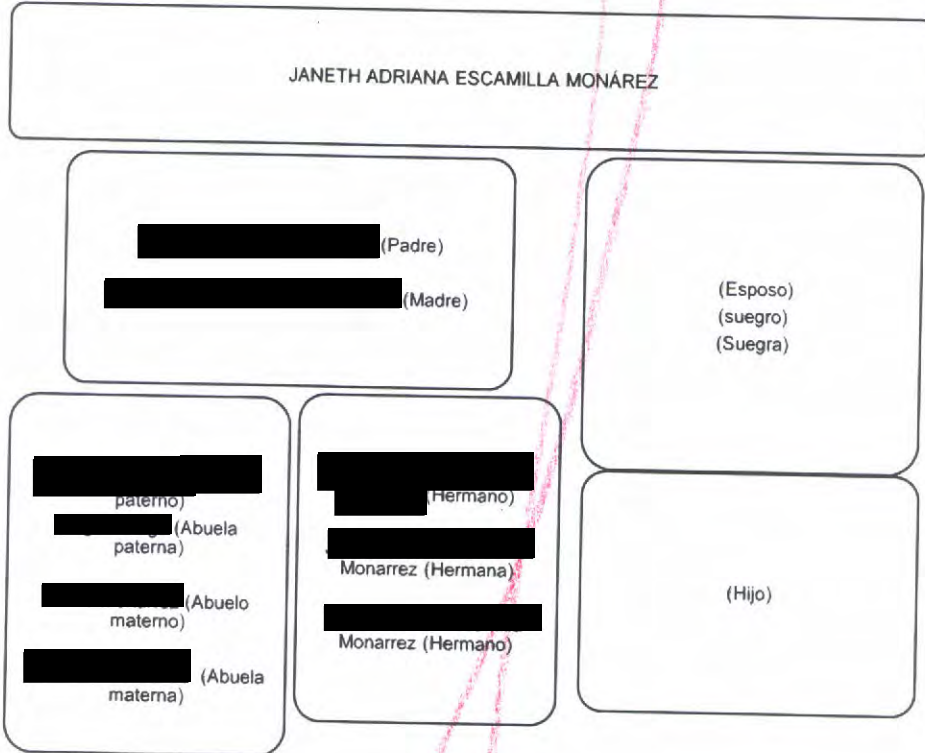 JANETH ADRIANA ESCAMILLA MONÁREZ
(Padre)
(Madre)
(Esposo)
(suegro)
(Suegra)
paterno)
(Abuela
paterna)
(Abuelo
materno)
(Abuela
materna)
(Hermano)
Monarrez (Hermana)
Monarrez (Hermano)
(Hijo)